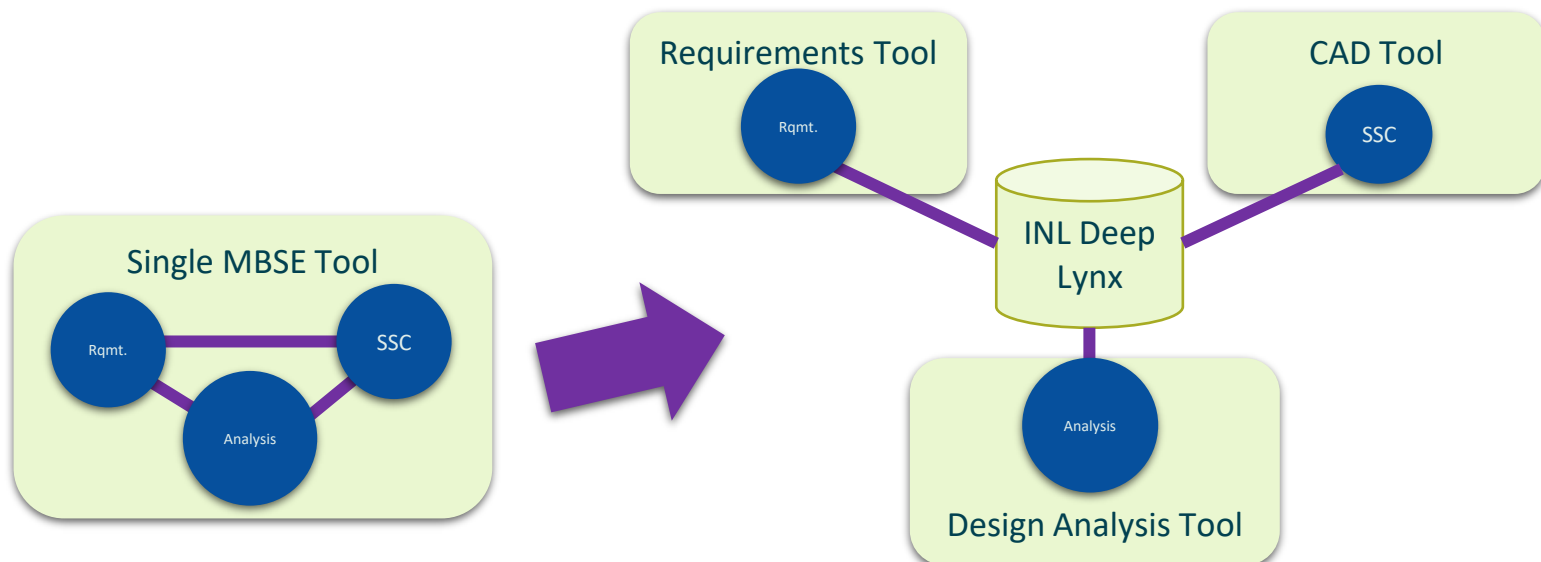 Single MBSE Tool
Rqmt.
SSC
Analysis
Requirements Tool
Rqmt.
CAD Tool
SSC
INL Deep
Lynx
Analysis
Design Analysis Tool